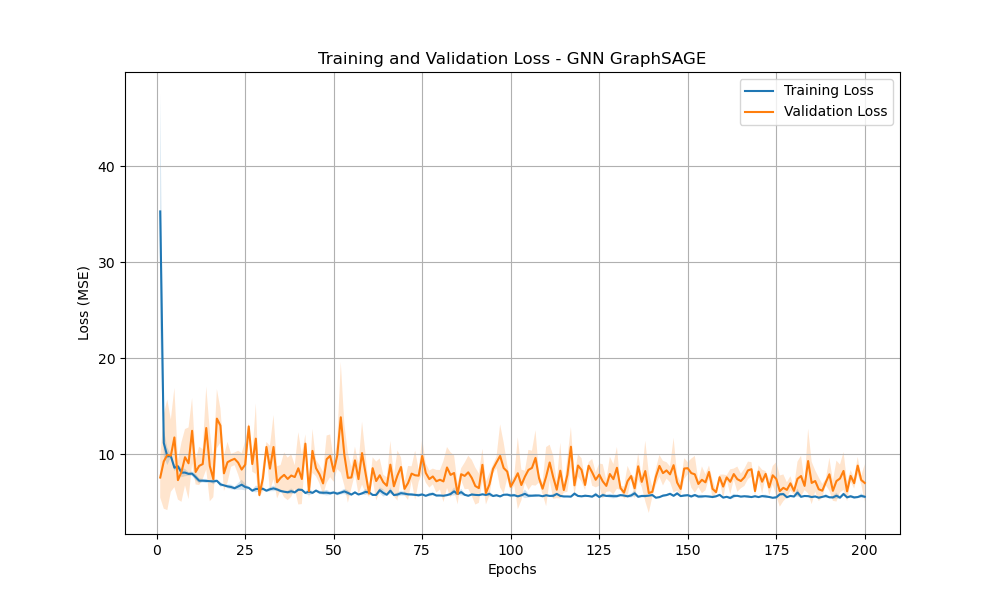 Training and Validation Loss - GNN GraphSAGE
Training Loss
Validation Loss
40
30
20
10
Loss (MSE)
0 25 50 75 100 125 150 175 200
Epochs